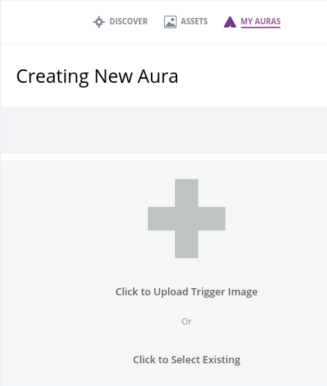 DISCOVER ASSETS MY AURAS
Creating New Aura
Click to Upload Trigger Image
Or
Click to Select Existing